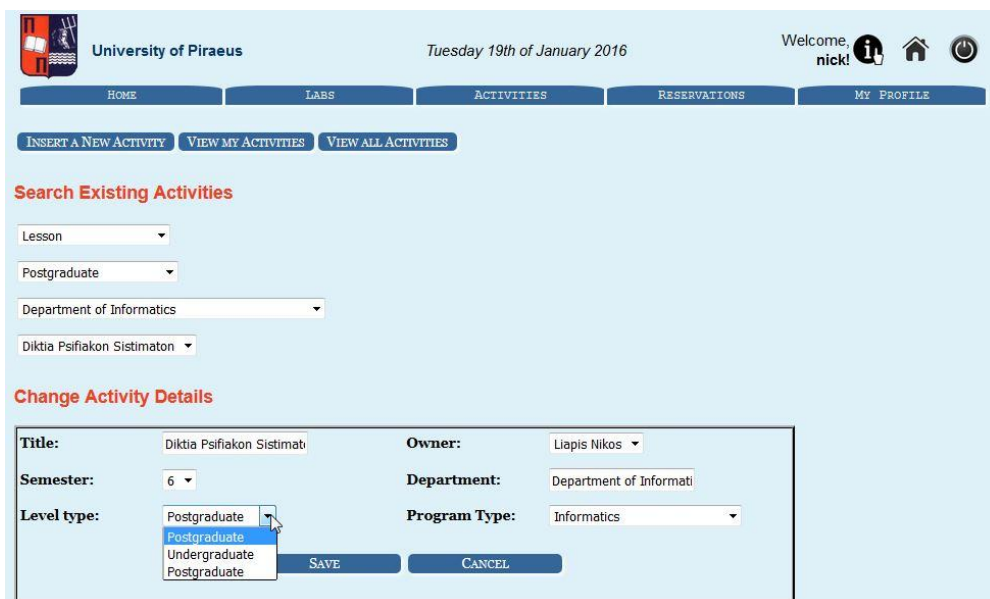 University of Piraeus
Tuesday 19th of January 2016
Welcome,
nick!
HOME LABS ACTIVITIES RESERVATIONS MY PROFILE
INSERT A NEW ACTIVITY VIEW MY ACTIVITIES VIEW ALL ACTIVITIES
Search Existing Activities
Lesson
Postgraduate
Department of Informatics
Diktia Psifiakon Sistimaton
Change Activity Details
Title: Diktia Psifiakon Sistimato Owner: Liapis Nikos
Semester: 6 Department: Department of Informati
Level type: Postgraduate Program Type: Informatics
Postgraduate
Undergraduate
Postgraduate
SAVE CANCEL